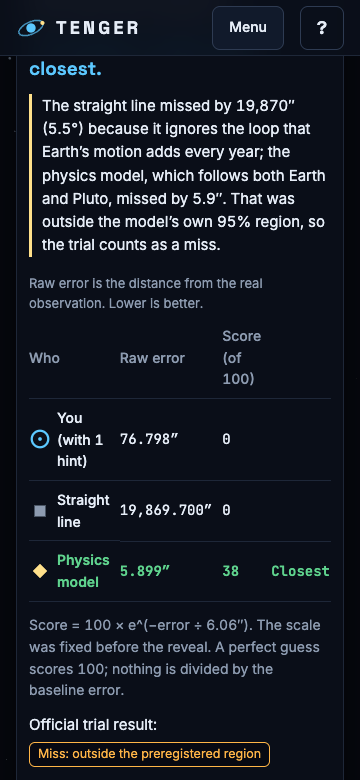 TENGER
Menu
?
closest.
The straight line missed by 19,870″
(5.5°) because it ignores the loop that
Earth's motion adds every year; the
physics model, which follows both Earth
and Pluto, missed by 5.9″. That was
outside the model's own 95% region, so
the trial counts as a miss.
Raw error is the distance from the real
observation. Lower is better.
Who Raw error Score
(of
100)
You
(with 1
hint)
76.798″ 0
Straight
line
19,869.700″ 0
Physics
model
5.899″ 38 Closest
Score = 100 × e^(−error ÷ 6.06″). The scale
was fixed before the reveal. A perfect guess
scores 100; nothing is divided by the
baseline error.
Official trial result:
Miss: outside the preregistered region